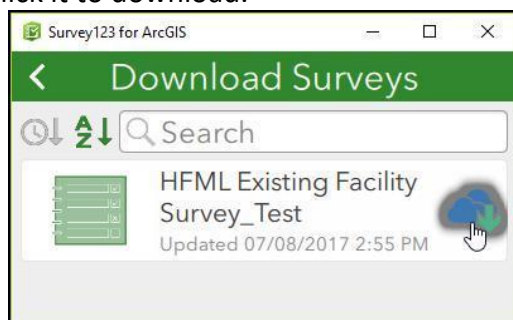 it to download.
Survey123 for ArcGIS
Download Surveys
A
Z
Search
HFML Existing Facility
Survey_Test
Updated 07/08/2017 2:55 PM